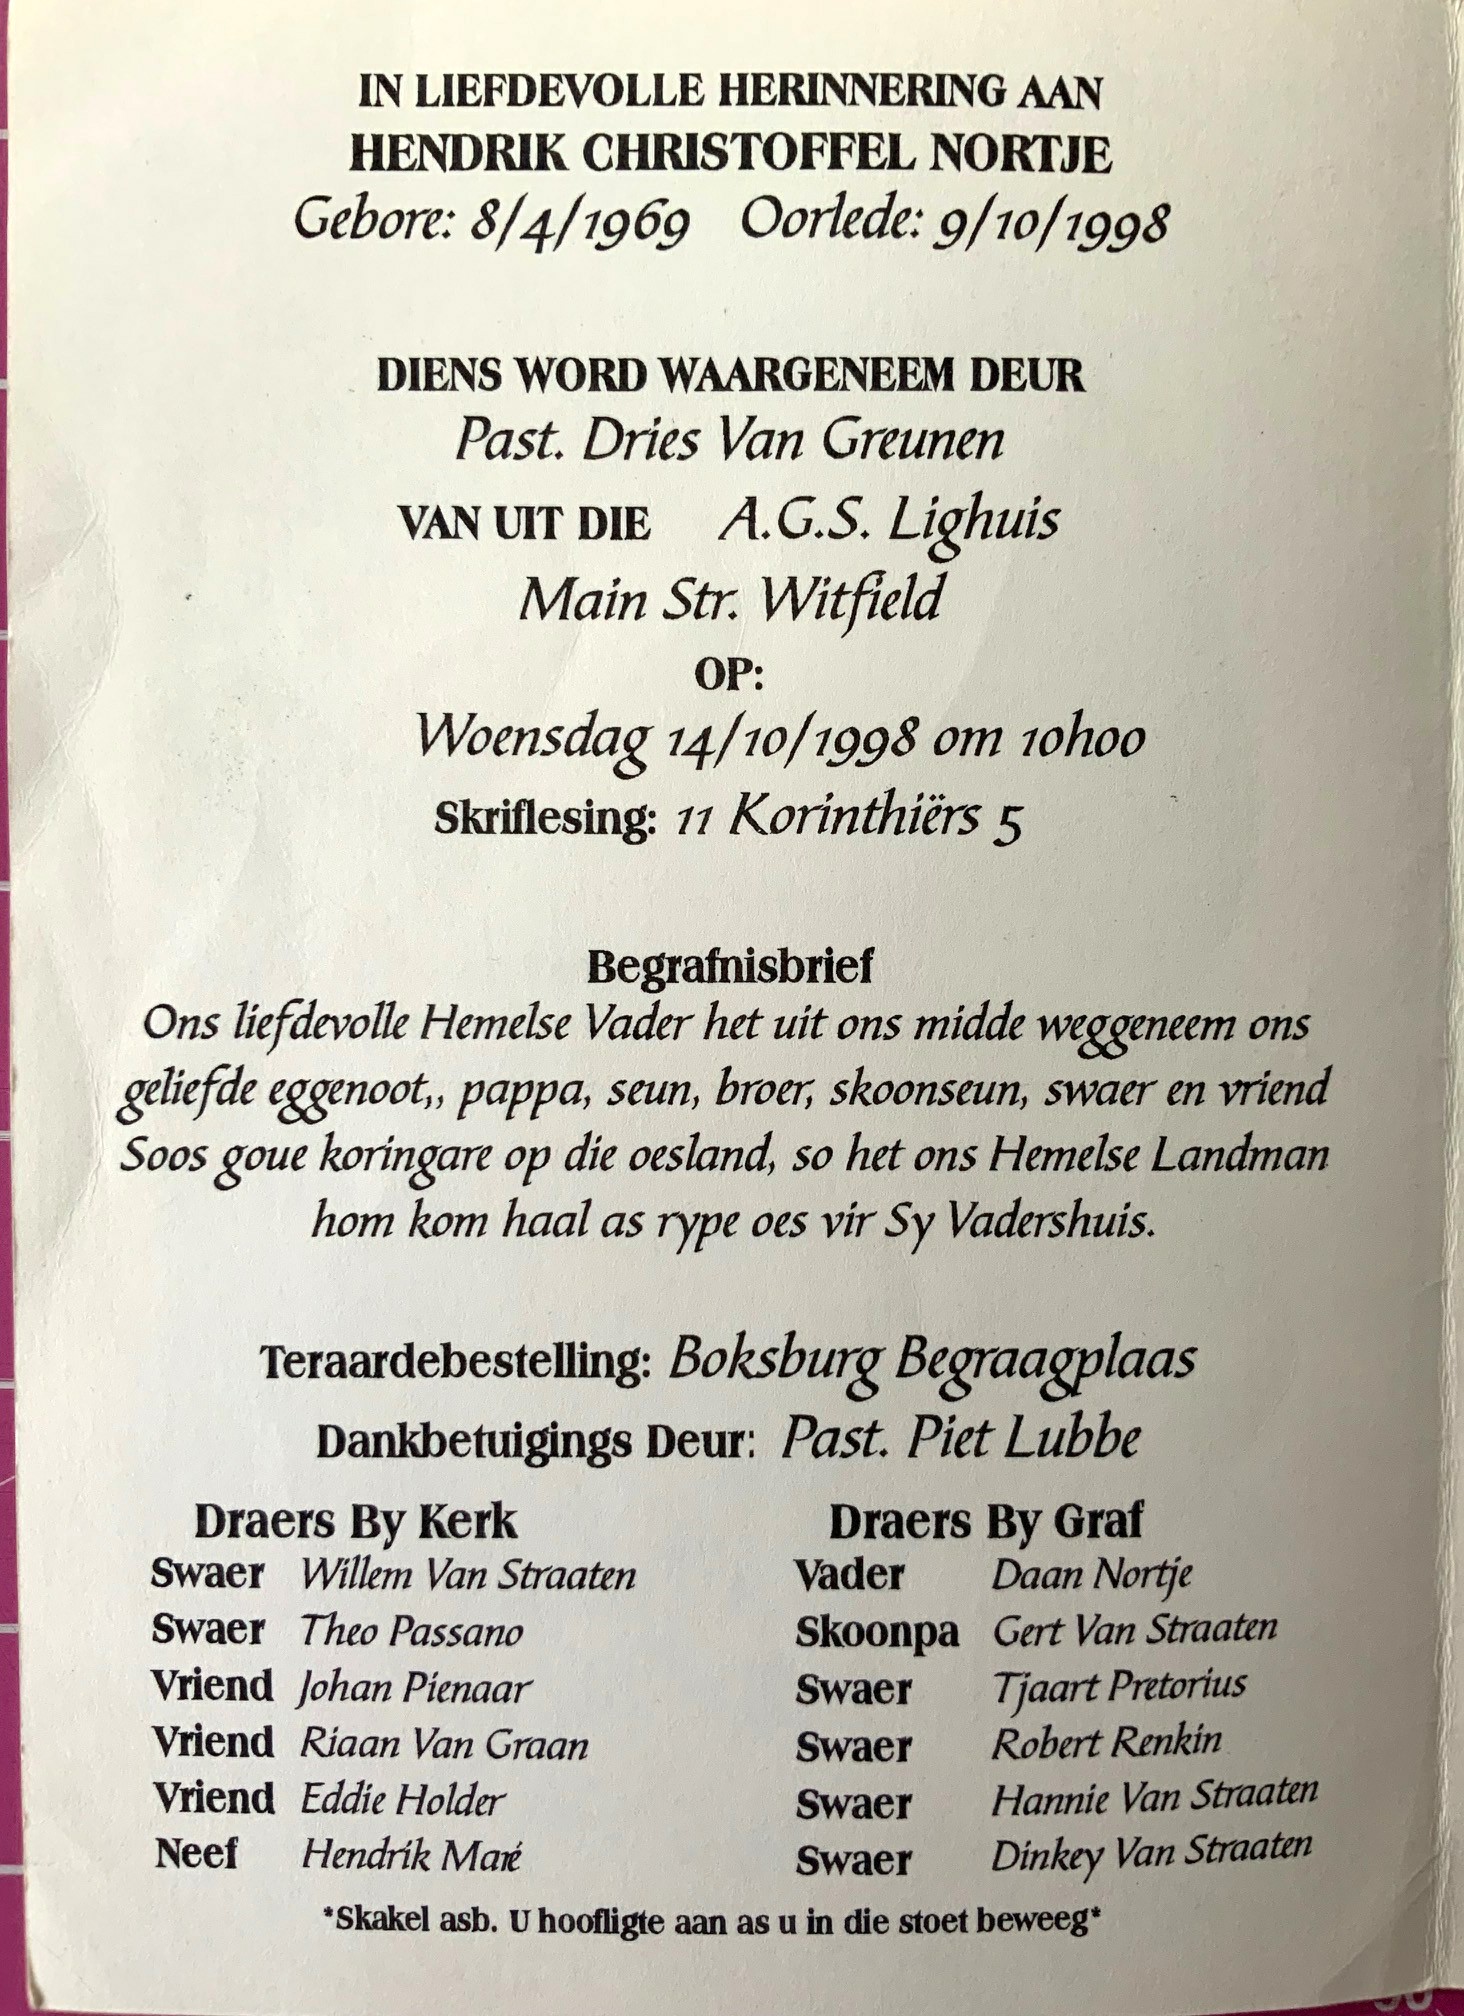 IN LIEFDEVOLLE HERINNERING AAN
HENDRIK CHRISTOFFEL NORTJE
Gebore: 8/4/1969 Oorlede: 9/10/1998
DIENS WORD WAARGENEEM DEUR
Past. Dries Van Greunen
VAN UIT DIE A.G.S. Lighuis
Main Str. Witfield
OP:
Woensdag 14/10/1998 om 10h00
Skriflesing: 11 Korinthiërs 5
Begrafnisbrief
Ons liefdevolle Hemelse Vader het uit ons midde weggeneem ons
geliefde eggenoot,, pappa, seun, broer, skoonseun, swaer en vriend
Soos goue koringare op die oesland, so het ons Hemelse Landman
hom kom haal as rype oes vir Sy Vadershuis.
Teraardebestelling: Boksburg Begraagplaas
Dankbetuigings Deur: Past. Piet Lubbe
Draers By Kerk
Swaer Willem Van Straaten
Swaer Theo Passano
Vriend Johan Pienaar
Vriend Riaan Van Graan
Vriend Eddie Holder
Neef Hendrik Maré
Draers By Graf
Vader Daan Nortje
Skoonpa Gert Van Straaten
Swaer Tjaart Pretorius
Swaer Robert Renkin
Swaer Hannie Van Straaten
Swaer Dinkey Van Straaten
*Skakel asb. U hoofligte aan as u in die stoet beweeg*